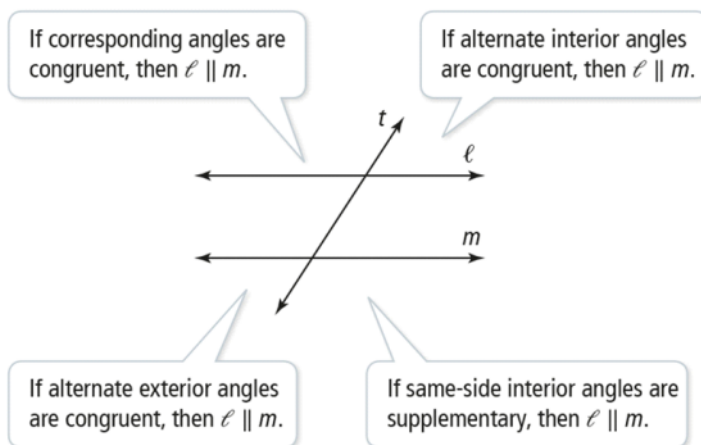 If corresponding angles are
congruent, then ℓ || m.
If alternate interior angles
are congruent, then ℓ || m.
t
ℓ
m
If alternate exterior angles
are congruent, then ℓ || m.
If same-side interior angles are
supplementary, then ℓ || m.